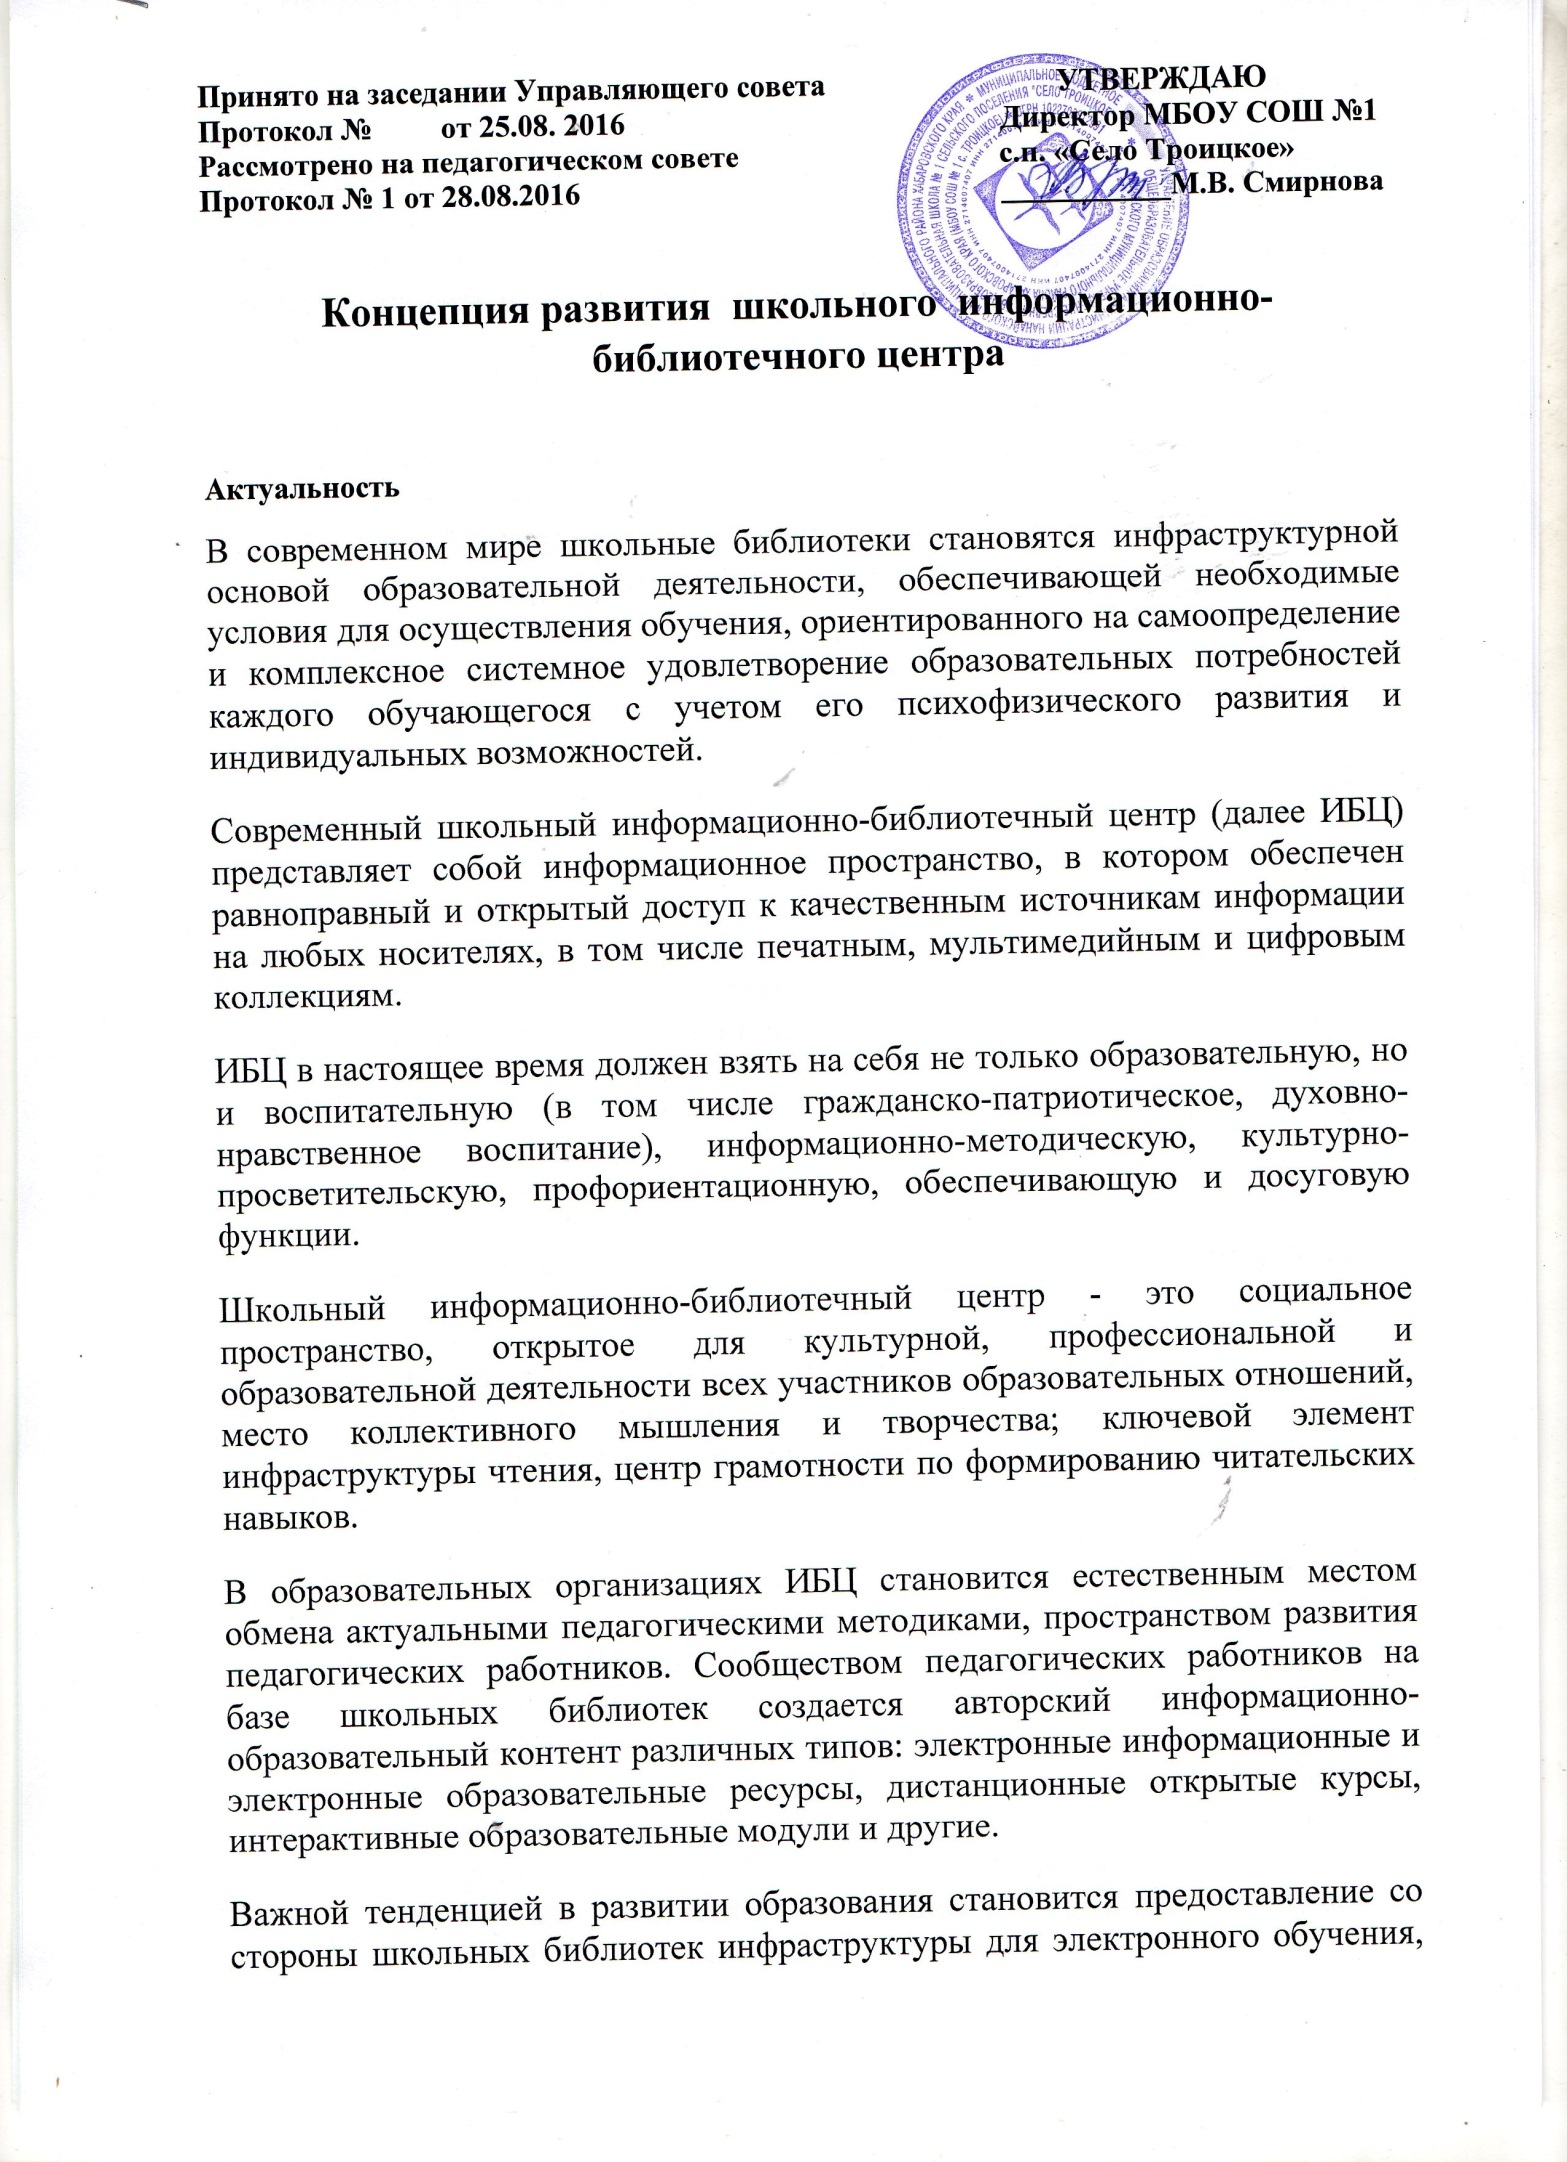 Принято на заседании Управляющего совета
Протокол № от 25.08. 2016
Рассмотрено на педагогическом совете
Протокол № 1 от 28.08.2016
УТВЕРЖДАЮ
Директор МБОУ СОШ №1
с.п. «Село Троицкое»
М.В. Смирнова
Концепция развития школьного информационно-
библиотечного центра
Актуальность
В современном мире школьные библиотеки становятся инфраструктурной
основой образовательной деятельности, обеспечивающей необходимые
условия для осуществления обучения, ориентированного на самоопределение
и комплексное системное удовлетворение образовательных потребностей
каждого обучающегося с учетом его психофизического развития и
индивидуальных возможностей.
Современный школьный информационно-библиотечный центр (далее ИБЦ)
представляет собой информационное пространство, в котором обеспечен
равноправный и открытый доступ к качественным источникам информации
на любых носителях, в том числе печатным, мультимедийным и цифровым
коллекциям.
ИБЦ в настоящее время должен взять на себя не только образовательную, но
и воспитательную (в том числе гражданско-патриотическое, духовно-
нравственное воспитание), информационно-методическую, культурно-
просветительскую, профориентационную, обеспечивающую и досуговую
функции.
Школьный информационно-библиотечный центр - это социальное
пространство, открытое для культурной, профессиональной и
образовательной деятельности всех участников образовательных отношений,
место коллективного мышления и творчества; ключевой элемент
инфраструктуры чтения, центр грамотности по формированию читательских
навыков.
В образовательных организациях ИБЦ становится естественным местом
обмена актуальными педагогическими методиками, пространством развития
педагогических работников. Сообществом педагогических работников на
базе школьных библиотек создается авторский информационно-
образовательный контент различных типов: электронные информационные и
электронные образовательные ресурсы, дистанционные открытые курсы,
интерактивные образовательные модули и другие.
Важной тенденцией в развитии образования становится предоставление со
стороны школьных библиотек инфраструктуры для электронного обучения,